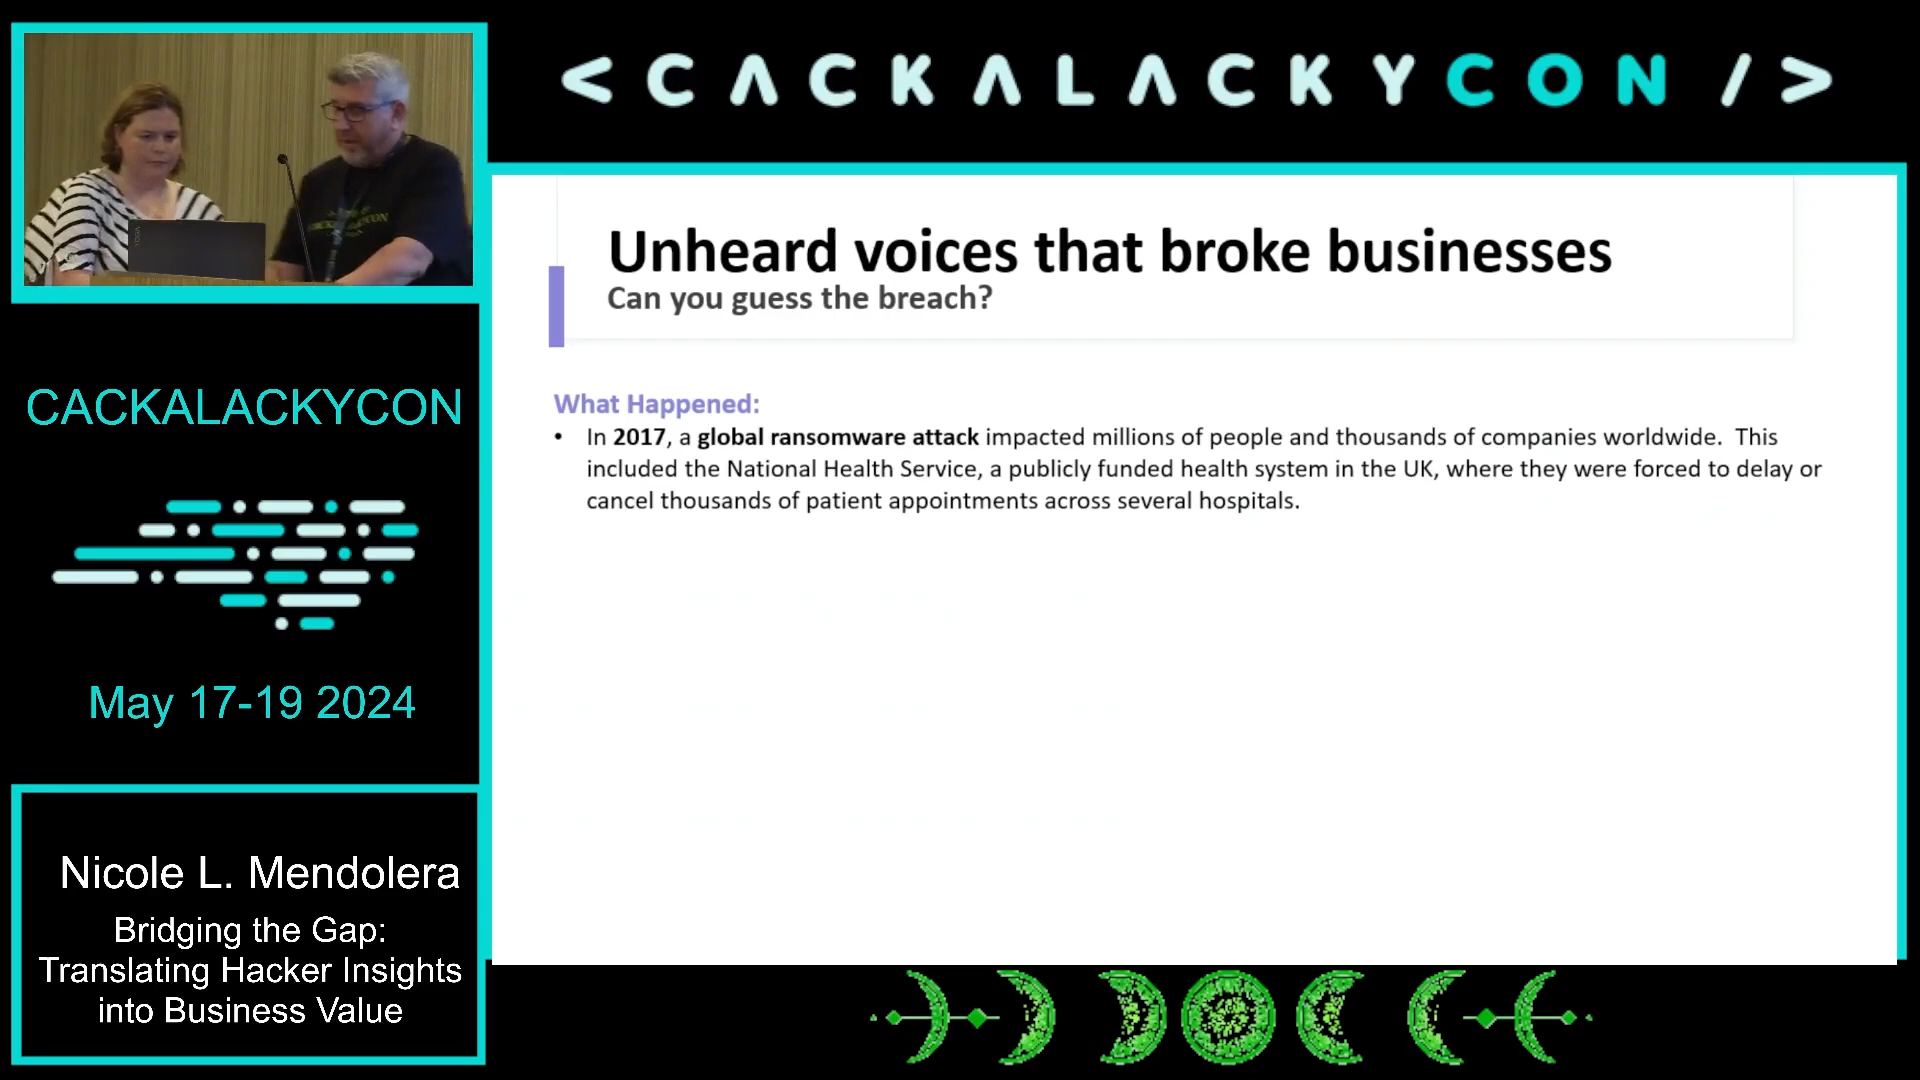 <CACKALACKYCON/>
Unheard voices that broke businesses
Can you guess the breach?
What Happened:
• In 2017, a global ransomware attack impacted millions of people and thousands of companies worldwide. This
included the National Health Service, a publicly funded health system in the UK, where they were forced to delay or
cancel thousands of patient appointments across several hospitals.
CACKALACKYCON
May 17-19 2024
Nicole L. Mendolera
Bridging the Gap:
Translating Hacker Insights
into Business Value